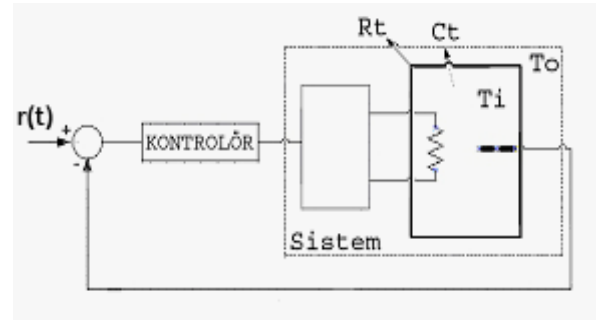 Rt
Ct
To
Ti
r(t)
+
KONTROLÖR
-
Sistem